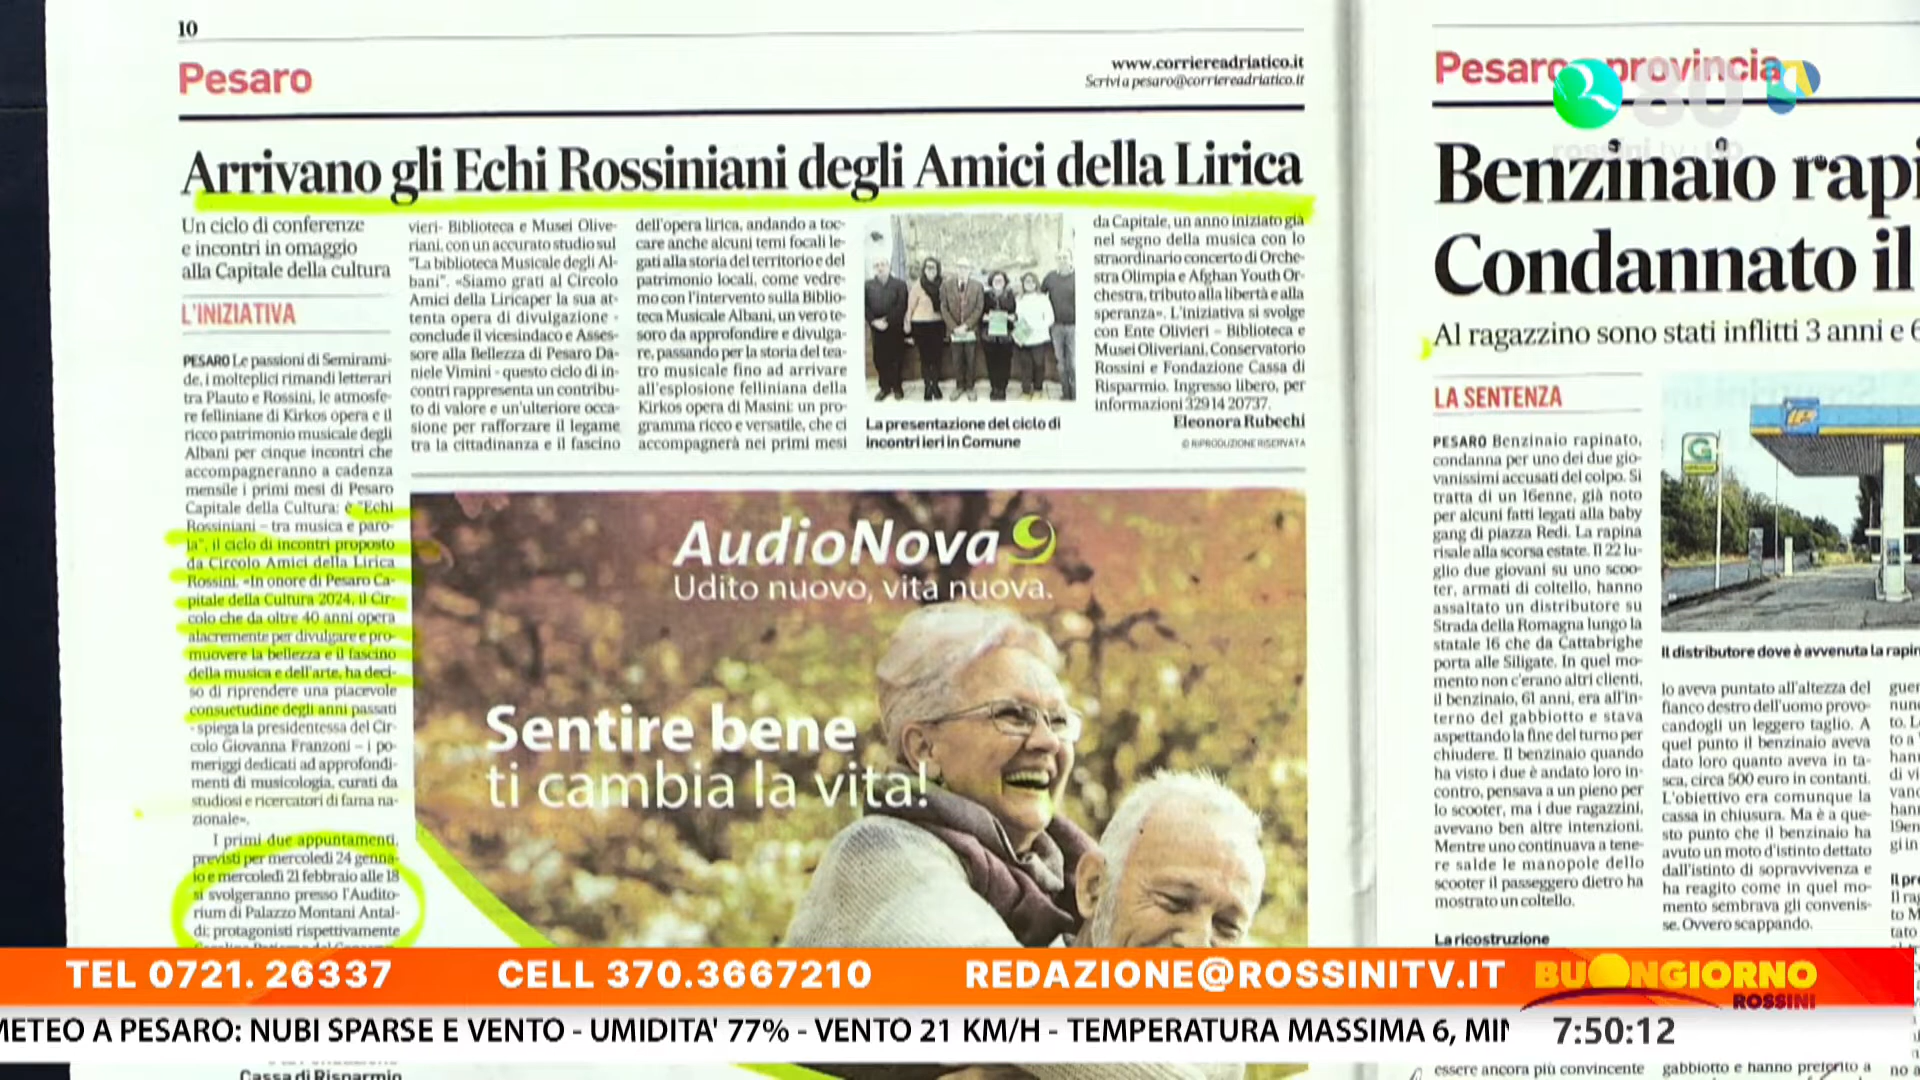 10
Pesaro
www.corriereadriatico.it
Scrivi a pesaro@corriereadriatico.it
Arrivano gli Echi Rossiniani degli Amici della Lirica
Un ciclo di conferenze
e incontri in omaggio
alla Capitale della cultura
L'INIZIATIVA
PESARO Le passioni di Semirami-
de, i molteplici rimandi letterari
tra Plauto e Rossini, le atmosfe-
re felliniane di Kirkos opera e il
ricco patrimonio musicale degli
Albani per cinque incontri che
accompagneranno a cadenza
mensile i primi mesi di Pesaro
Capitale della Cultura: è "Echi
Rossiniani – tra musica e paro-
la", il ciclo di incontri proposto
da Circolo Amici della Lirica
Rossini. «In onore di Pesaro Ca-
pitale della Cultura 2024, il Cir-
colo che da oltre 40 anni opera
alacremente per divulgare e pro-
muovere la bellezza e il fascino
della musica e dell'arte, ha deci-
so di riprendere una piacevole
consuetudine degli anni passati
- spiega la presidentessa del Cir-
colo Giovanna Franzoni – i po-
meriggi dedicati ad approfondi-
menti di musicologia, curati da
studiosi e ricercatori di fama na-
zionale».
I primi due appuntamenti,
previsti per mercoledì 24 genna-
io e mercoledì 21 febbraio alle 18
si svolgeranno presso l'Audito-
rium di Palazzo Montani Antal-
di; protagonisti rispettivamente
Cassa di Risparmio
vieri- Biblioteca e Musei Olive-
riani, con un accurato studio sul
"La biblioteca Musicale degli Al-
bani". «Siamo grati al Circolo
Amici della Liricaper la sua at-
tenta opera di divulgazione -
conclude il vicesindaco e Asses-
sore alla Bellezza di Pesaro Da-
niele Vimini - questo ciclo di in-
contri rappresenta un contribu-
to di valore e un'ulteriore occa-
sione per rafforzare il legame
tra la cittadinanza e il fascino
dell'opera lirica, andando a toc-
care anche alcuni temi focali le-
gati alla storia del territorio e del
patrimonio locali, come vedre-
mo con l'intervento sulla Biblio-
teca Musicale Albani, un vero te-
soro da approfondire e divulga-
re, passando per la storia del tea-
tro musicale fino ad arrivare
all'esplosione felliniana della
Kirkos opera di Masini: un pro-
gramma ricco e versatile, che ci
accompagnerà nei primi mesi
La presentazione del ciclo di
incontri ieri in Comune
da Capitale, un anno iniziato già
nel segno della musica con lo
straordinario concerto di Orche-
stra Olimpia e Afghan Youth Or-
chestra, tributo alla libertà e alla
speranza». L'iniziativa si svolge
con Ente Olivieri – Biblioteca e
Musei Oliveriani, Conservatorio
Rossini e Fondazione Cassa di
Risparmio. Ingresso libero, per
informazioni 329 14 20737.
Eleonora Rubechi
© RIPRODUZIONE RISERVATA
AudioNova
Udito nuovo, vita nuova.
Sentire bene
ti cambia la vita!
Pesaro provincia
80
rossini tv
Benzinaio rapi
Condannato il
Al ragazzino sono stati inflitti 3 anni e 6
LA SENTENZA
PESARO Benzinaio rapinato,
condanna per uno dei due gio-
vanissimi accusati del colpo. Si
tratta di un 16enne, già noto
per alcuni fatti legati alla baby
gang di piazza Redi. La rapina
risale alla scorsa estate. Il 22 lu-
glio due giovani su uno scoo-
ter, armati di coltello, hanno
assaltato un distributore su
Strada della Romagna lungo la
statale 16 che da Cattabrighe
porta alle Siligate. In quel mo-
mento non c'erano altri clienti,
il benzinaio, 61 anni, era all'in-
terno del gabbiotto e stava
aspettando la fine del turno per
chiudere. Il benzinaio quando
ha visto i due è andato loro in-
contro, pensava a un pieno per
lo scooter, ma i due ragazzini,
avevano ben altre intenzioni.
Mentre uno continuava a tene-
re salde le manopole dello
scooter il passeggero dietro ha
mostrato un coltello.
La ricostruzione
essere ancora più convincente
IP
Il distributore dove è avvenuta la rapin
lo aveva puntato all'altezza del
fianco destro dell'uomo provo-
candogli un leggero taglio. A
quel punto il benzinaio aveva
dato loro quanto aveva in ta-
sca, circa 500 euro in contanti.
L'obiettivo era comunque la
cassa in chiusura. Ma è a que-
sto punto che il benzinaio ha
avuto un moto d'istinto dettato
dall'istinto di sopravvivenza e
ha reagito come in quel mo-
mento sembrava gli convenis-
se. Ovvero scappando.
gabbiotto e hanno preferito a
TEL 0721.26337
CELL 370.3667210
REDAZIONE@ROSSINITV.IT
BUONGIORNO
ROSSINI
METEO A PESARO: NUBI SPARSE E VENTO - UMIDITA' 77% - VENTO 21 KM/H - TEMPERATURA MASSIMA 6, MI
7:50:12